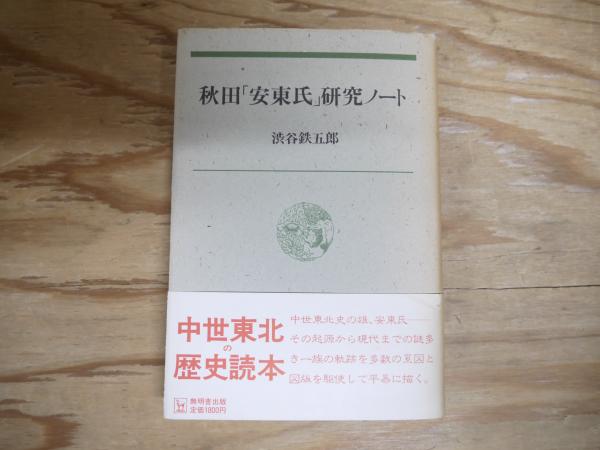 秋田「安東氏」研究ノート
渋谷鉄五郎
中世東北
の
歴史読本
中世東北史の雄、安東氏――
その起源から現代までの謎多
き一族の軌跡を多数の系図と
図版を駆使して平易に描く。
無明舎出版
定価1800円